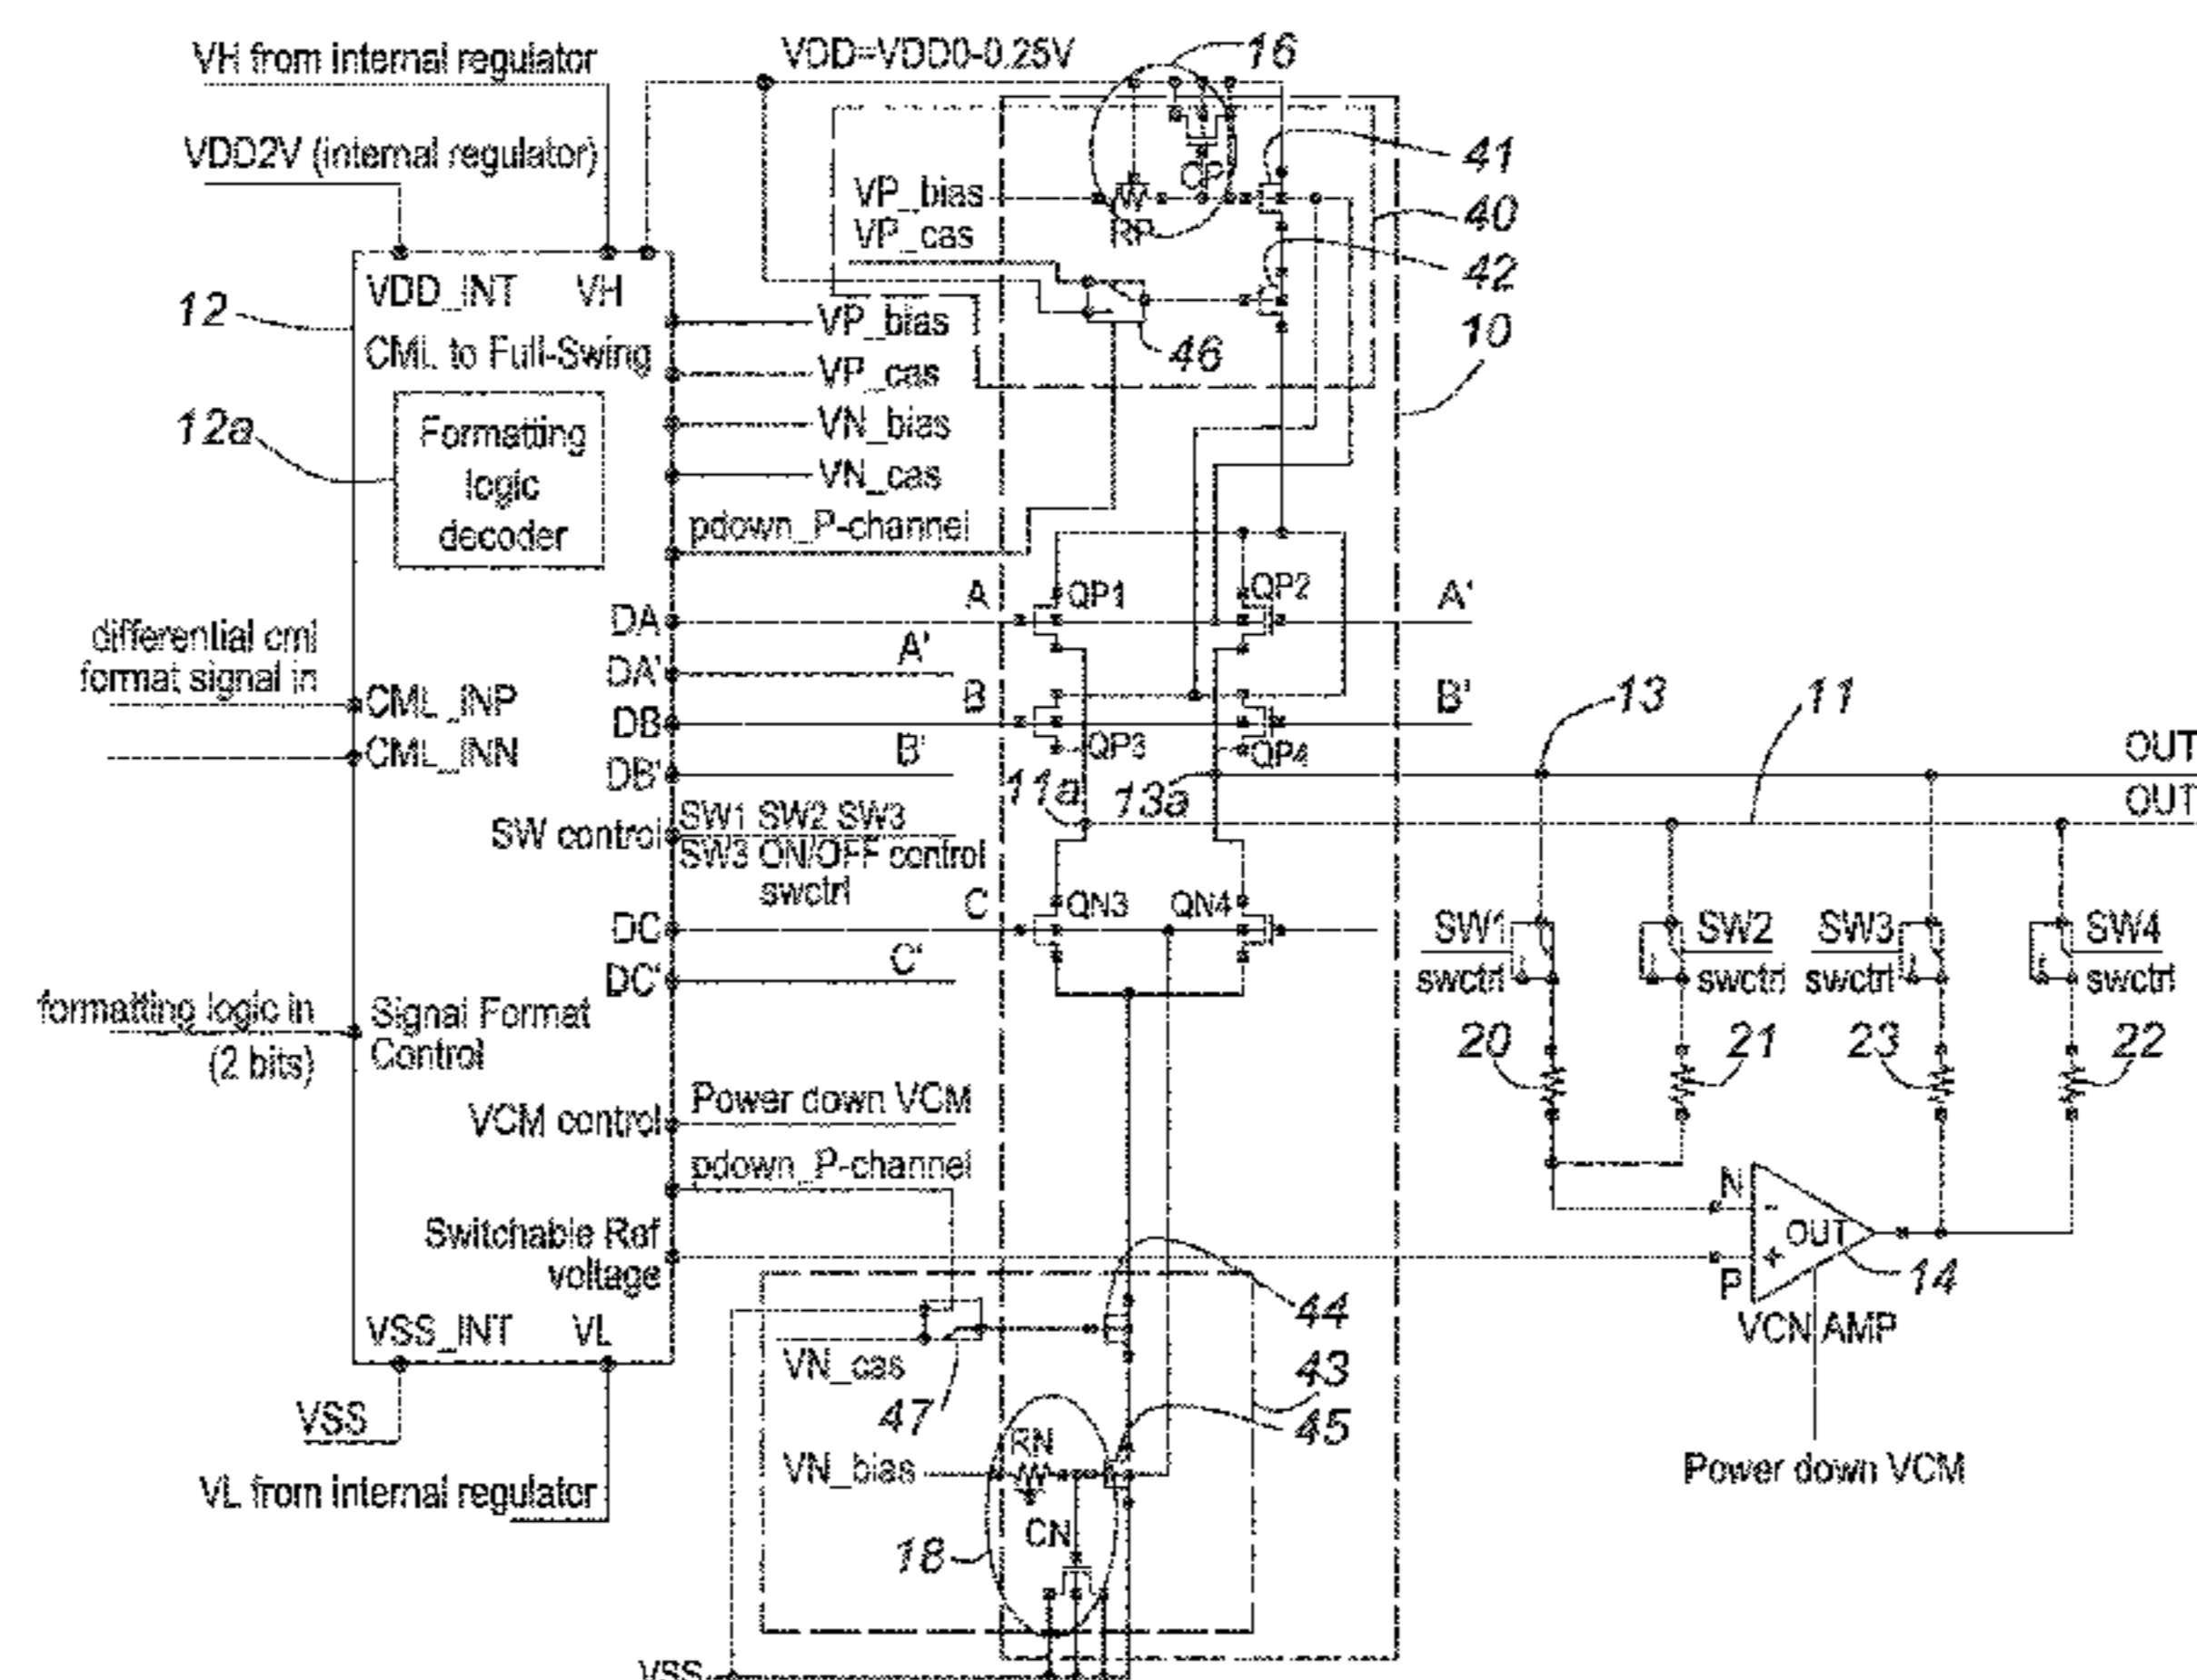 VH from internal regulator
VDD=VDD0-0.25V
16
VDD2V (internal regulator)
41
VP_bias
CP
40
VP_cas
RP
42
VDD_INT
VH
12
VP_bias
10
CML to Full-Swing
46
VP_cas
12a
Formatting
logic
decoder
VN_bias
VN_cas
pdown_P-channel
DA
A
QP1
QP2
A'
differential cml
format signal in
DA'
A'
CML_INP
DB
B
B'
13
11
CML_INN
DB'
B'
QP3
QP4
OUT
11a
13a
OUT
SW control
SW1 SW2 SW3
SW3 ON/OFF control
swctrl
DC
C
QN3
QN4
SW1
swctrl
SW2
swctrl
SW3
swctrl
SW4
swctrl
DC'
C'
formatting logic in
(2 bits)
Signal Format
Control
20
21
23
22
VCM control
Power down VCM
pdown_P-channel
N
-
Switchable Ref
voltage
OUT
+
P
14
44
VSS_INT
VL
VCN AMP
VN_cas
43
47
45
VSS
RN
VN_bias
Power down VCM
VL from internal regulator
CN
18
VSS